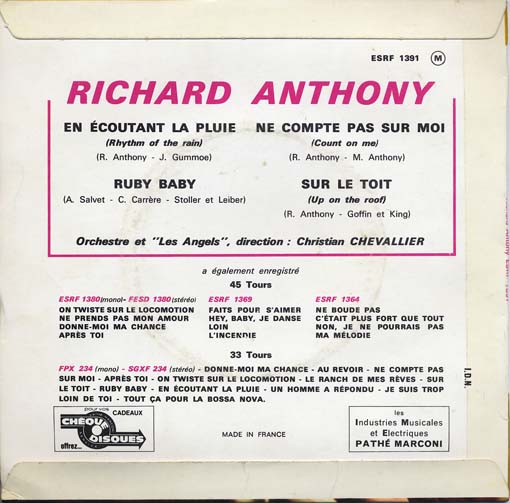 ESRF 1391 M
RICHARD ANTHONY
EN ÉCOUTANT LA PLUIE
(Rhythm of the rain)
(R. Anthony - J. Gummoe)
NE COMPTE PAS SUR MOI
(Count on me)
(R. Anthony - M. Anthony)
RUBY BABY
(A. Salvet - C. Carrère - Stoller et Leiber)
SUR LE TOIT
(Up on the roof)
(R. Anthony - Goffin et King)
Orchestre et "Les Angels", direction : Christian CHEVALLIER
a également enregistré
45 Tours
ESRF 1380(mono)- FESD 1380(stéréo)
ON TWISTE SUR LE LOCOMOTION
NE PRENDS PAS MON AMOUR
DONNE-MOI MA CHANCE
APRÈS TOI
ESRF 1369
FAITS POUR S'AIMER
HEY, BABY, JE DANSE
LOIN
L'INCENDIE
ESRF 1364
NE BOUDE PAS
C'ÉTAIT PLUS FORT QUE TOUT
NON, JE NE POURRAIS PAS
MA MÉLODIE
33 Tours
FPX 234 (mono) - SGXF 234 (stéréo) - DONNE-MOI MA CHANCE - AU REVOIR - NE COMPTE PAS
SUR MOI - APRÈS TOI - ON TWISTE SUR LE LOCOMOTION - LE RANCH DE MES RÊVES - SUR
LE TOIT - RUBY BABY - EN ÉCOUTANT LA PLUIE - UN HOMME A RÉPONDU - JE SUIS TROP
LOIN DE TOI - TOUT ÇA POUR LA BOSSA NOVA.
pour vos
CADEAUX
CHÈQUE
DISQUES
offrez...
MADE IN FRANCE
les
Industries Musicales
et Electriques
PATHÉ MARCONI
I.D.N.